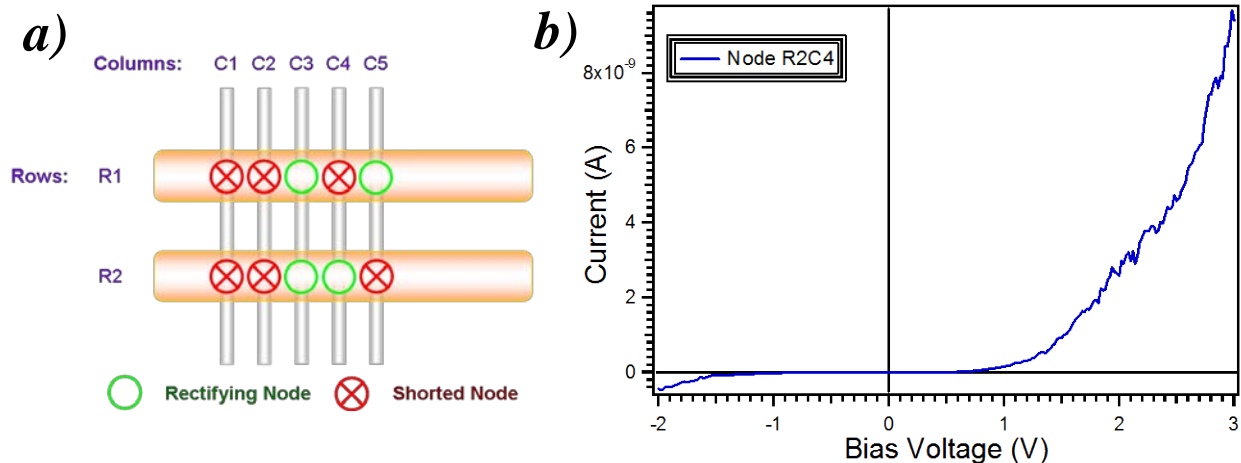 a)
Columns: C1 C2 C3 C4 C5
Rows: R1
R2
Rectifying Node Shorted Node
b)
Node R2C4
Current (A)
8x10⁻⁹
6
4
2
0
-2 -1 0 1 2 3
Bias Voltage (V)